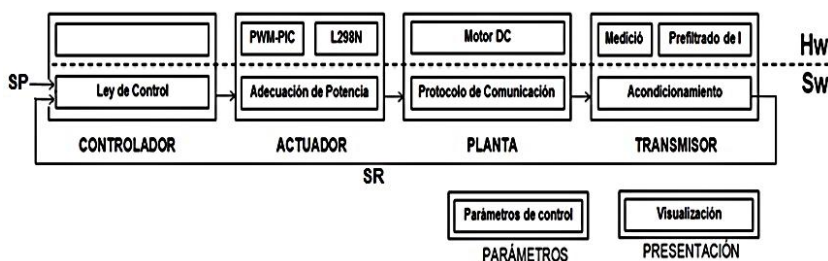 PWM-PIC L298N Motor DC Medició Prefiltrado de I Hw
SP Ley de Control Adecuación de Potencia Protocolo de Comunicación Acondicionamiento Sw
CONTROLADOR ACTUADOR PLANTA TRANSMISOR
SR
Parámetros de control Visualización
PARÁMETROS PRESENTACIÓN